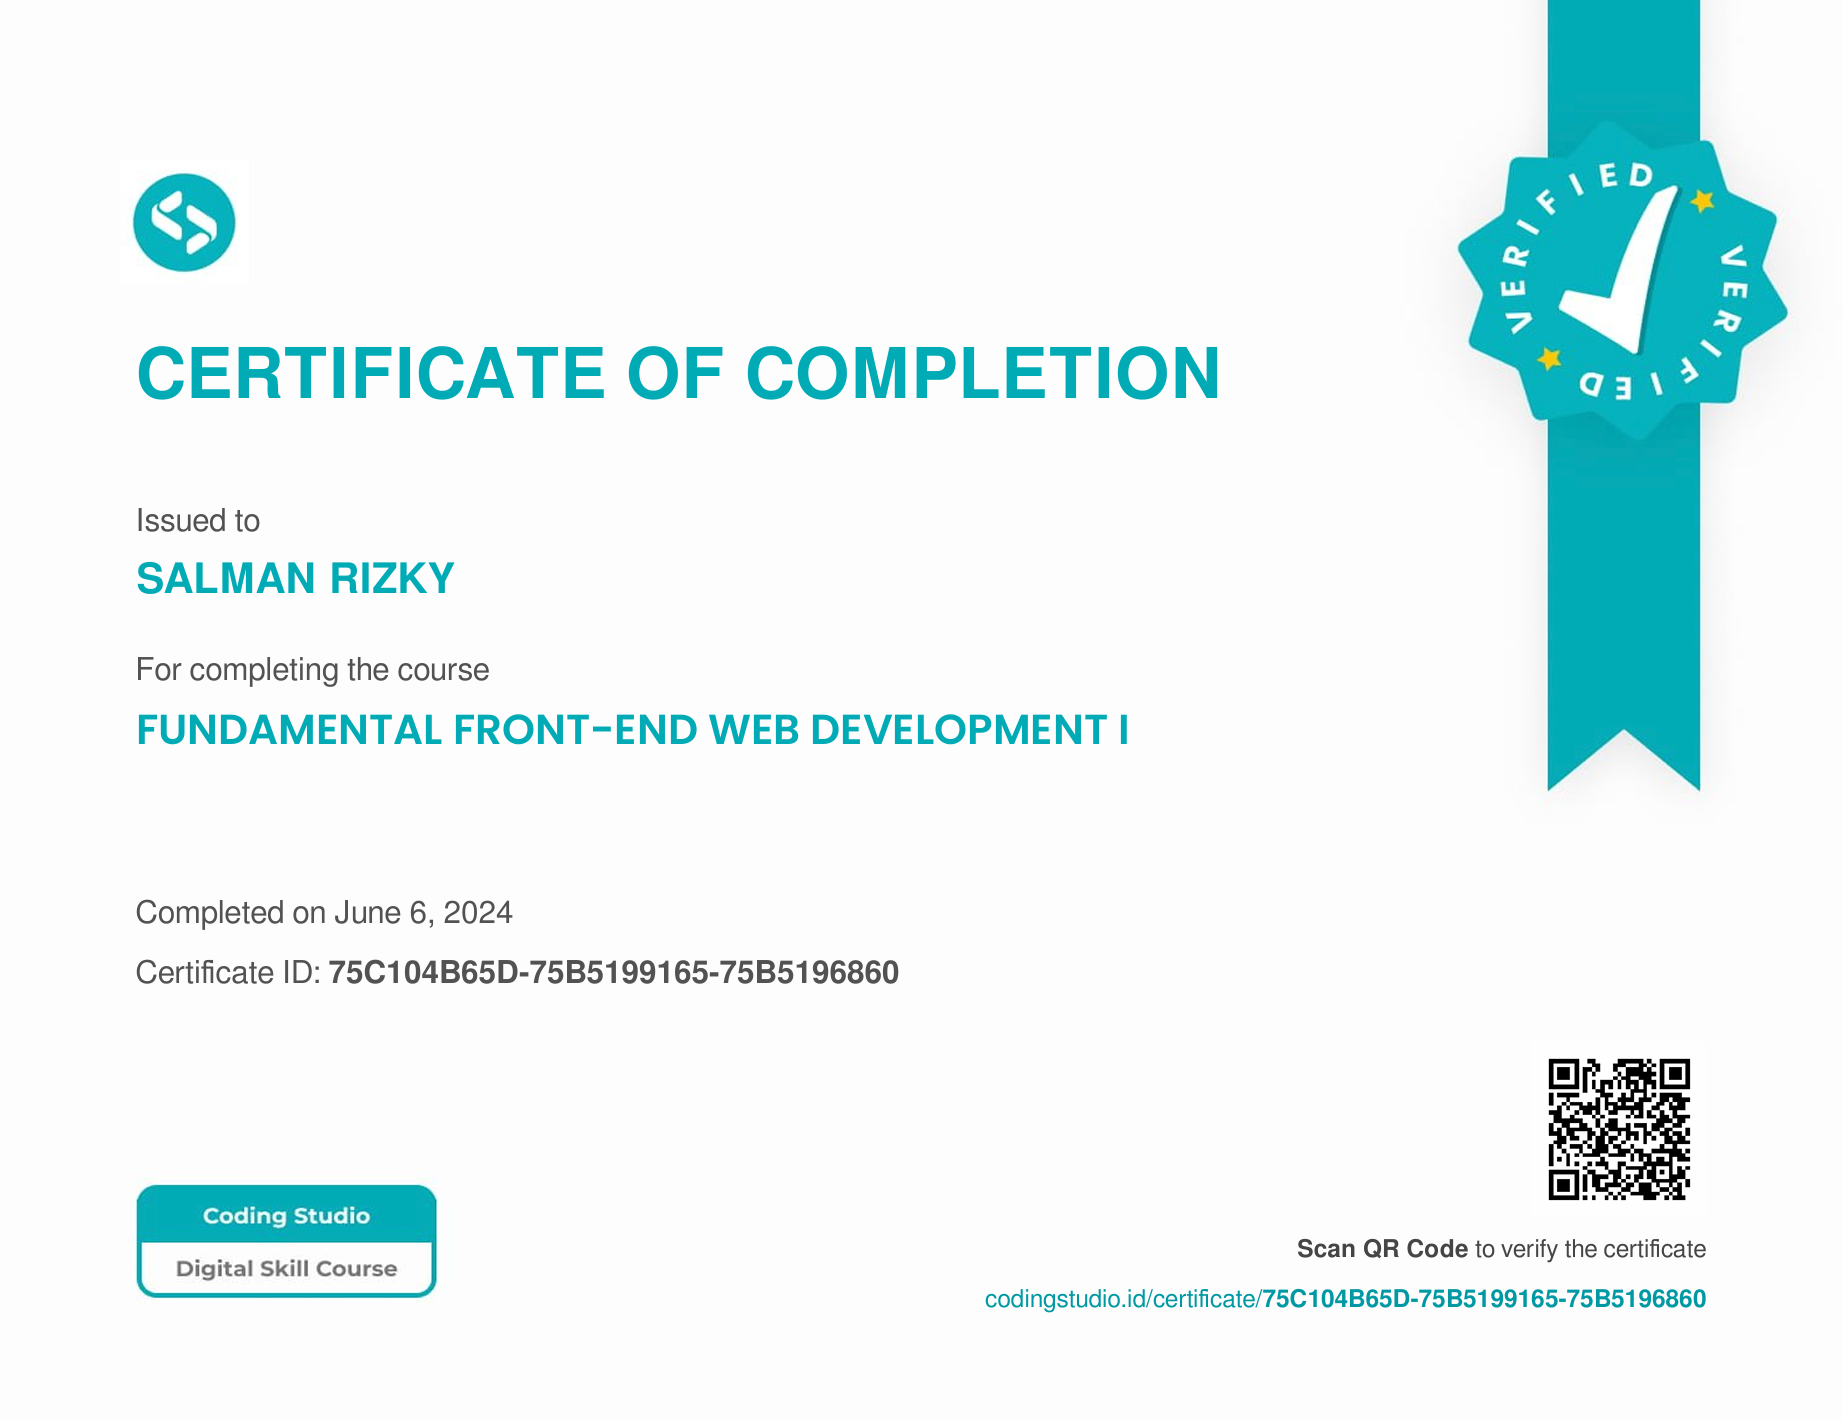 VERIFIED
VERIFIED
CERTIFICATE OF COMPLETION
Issued to
SALMAN RIZKY
For completing the course
FUNDAMENTAL FRONT-END WEB DEVELOPMENT I
Completed on June 6, 2024
Certificate ID: 75C104B65D-75B5199165-75B5196860
Coding Studio
Digital Skill Course
Scan QR Code to verify the certificate
codingstudio.id/certificate/75C104B65D-75B5199165-75B5196860